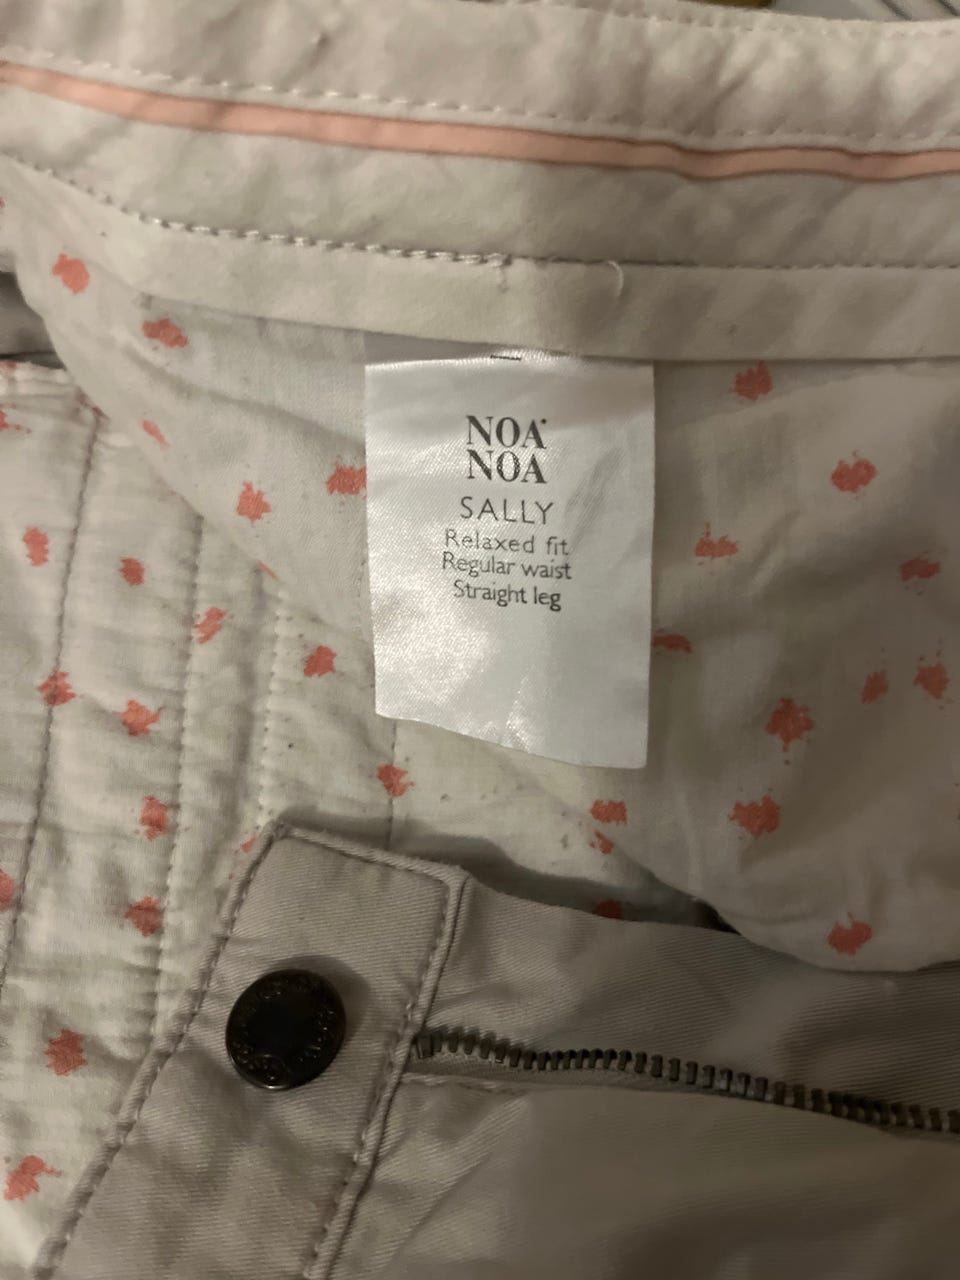 NOA
NOA
SALLY
Relaxed fit
Regular waist
Straight leg